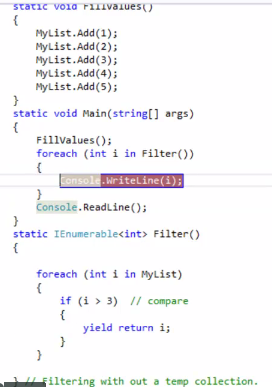 static void FillValues()
{
MyList.Add(1);
MyList.Add(2);
MyList.Add(3);
MyList.Add(4);
MyList.Add(5);
}
static void Main(string[] args)
{
FillValues();
foreach (int i in Filter())
{
Console.WriteLine(i);
}
Console.ReadLine();
}
static IEnumerable<int> Filter()
{
foreach (int i in MyList)
{
if (i > 3)  // compare
{
yield return i;
}
}
} // Filtering with out a temp collection.